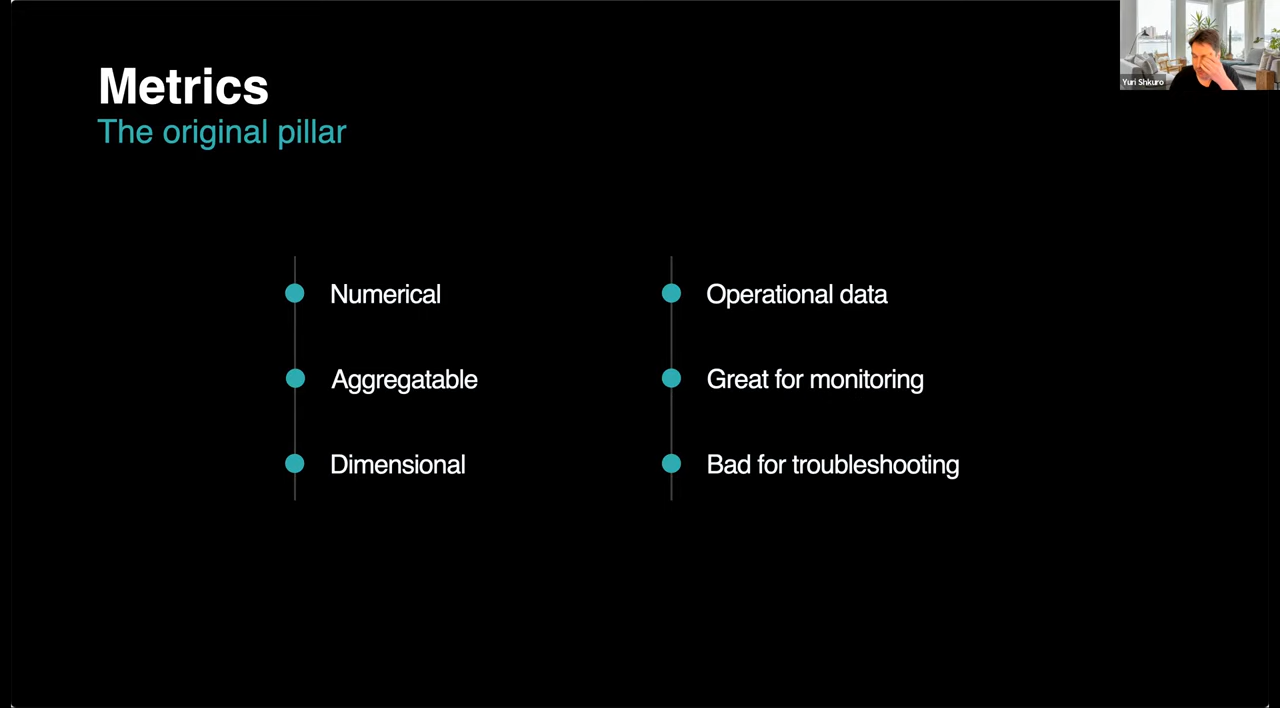 Metrics
The original pillar
Numerical
Aggregatable
Dimensional
Operational data
Great for monitoring
Bad for troubleshooting
Yuri Shkuro